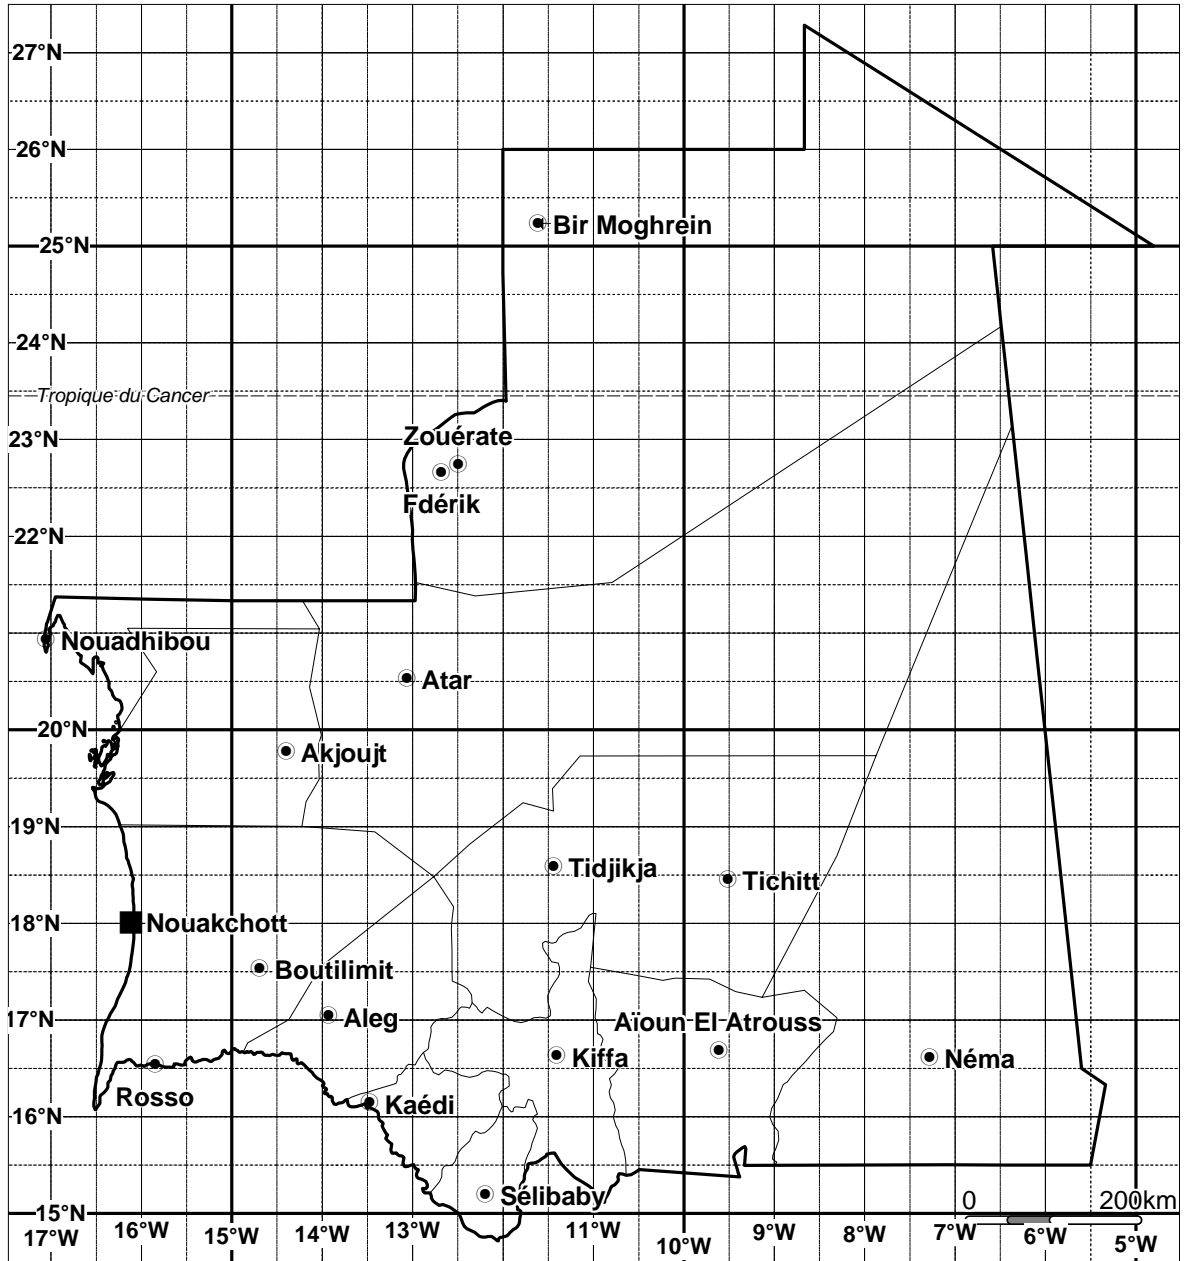 27°N
26°N
Bir Moghrein
25°N
24°N
Tropique du Cancer
23°N
Zouérate
Fdérik
22°N
Nouadhibou
Atar
20°N
Akjoujt
19°N
Tidjikja
Tichitt
18°N
Nouakchott
Boutilimit
17°N
Aleg
Aïoun El Atrouss
Kiffa
Néma
Rosso
16°N
Kaédi
Sélibaby
0 200km
15°N
17°W 16°W 15°W 14°W 13°W 12°W 11°W 10°W 9°W 8°W 7°W 6°W 5°W